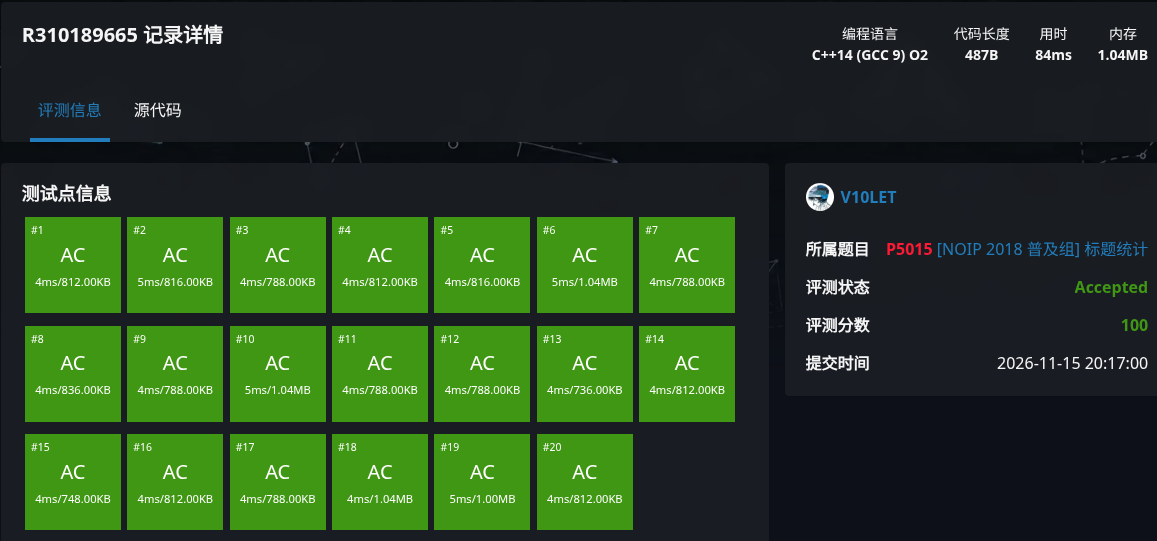 R310189665 记录详情
编程语言 代码长度 用时 内存
C++14 (GCC 9) O2 487B 84ms 1.04MB
评测信息 源代码
测试点信息
#1 #2 #3 #4 #5 #6 #7
AC AC AC AC AC AC AC
4ms/812.00KB 5ms/816.00KB 4ms/788.00KB 4ms/812.00KB 4ms/816.00KB 5ms/1.04MB 4ms/788.00KB
#8 #9 #10 #11 #12 #13 #14
AC AC AC AC AC AC AC
4ms/836.00KB 4ms/788.00KB 5ms/1.04MB 4ms/788.00KB 4ms/788.00KB 4ms/736.00KB 4ms/812.00KB
#15 #16 #17 #18 #19 #20
AC AC AC AC AC AC
4ms/748.00KB 4ms/812.00KB 4ms/788.00KB 4ms/1.04MB 5ms/1.00MB 4ms/812.00KB
V10LET
所属题目 P5015 [NOIP 2018 普及组] 标题统计
评测状态 Accepted
评测分数 100
提交时间 2026-11-15 20:17:00